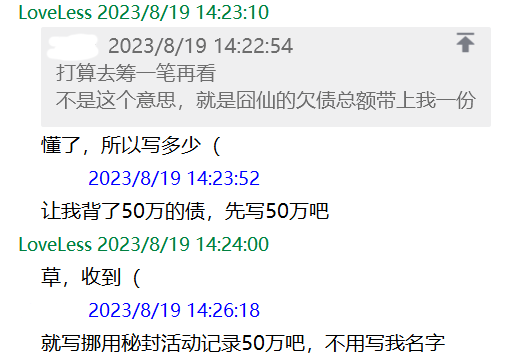 LoveLess 2023/8/19 14:23:10
2023/8/19 14:22:54
打算去筹一笔再看
不是这个意思，就是囧仙的欠债总额带上我一份
懂了，所以写多少（
2023/8/19 14:23:52
让我背了50万的债，先写50万吧
LoveLess 2023/8/19 14:24:00
草，收到（
2023/8/19 14:26:18
就写挪用秘封活动记录50万吧，不用写我名字